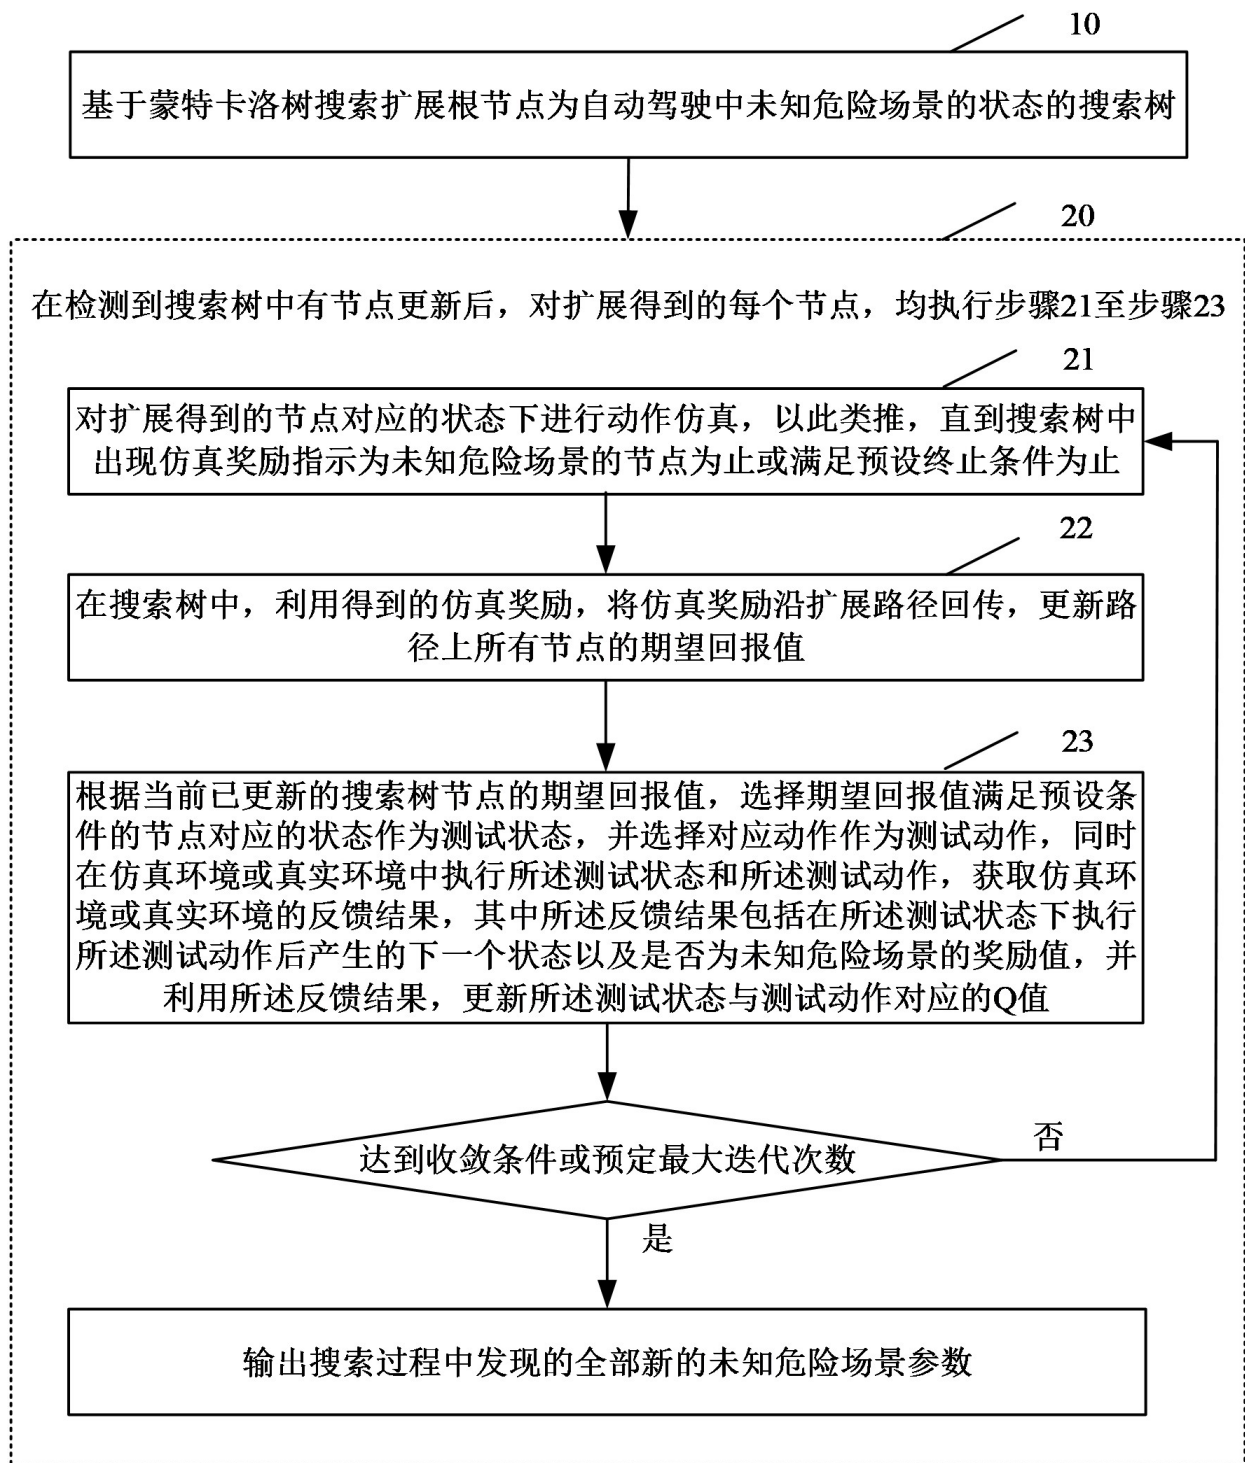 10
基于蒙特卡洛树搜索扩展根节点为自动驾驶中未知危险场景的状态的搜索树
20
在检测到搜索树中有节点更新后，对扩展得到的每个节点，均执行步骤21至步骤23
21
对扩展得到的节点对应的状态下进行动作仿真，以此类推，直到搜索树中
出现仿真奖励指示为未知危险场景的节点为止或满足预设终止条件为止
22
在搜索树中，利用得到的仿真奖励，将仿真奖励沿扩展路径回传，更新路
径上所有节点的期望回报值
23
根据当前已更新的搜索树节点的期望回报值，选择期望回报值满足预设条
件的节点对应的状态作为测试状态，并选择对应动作作为测试动作，同时
在仿真环境或真实环境中执行所述测试状态和所述测试动作，获取仿真环
境或真实环境的反馈结果，其中所述反馈结果包括在所述测试状态下执行
所述测试动作后产生的下一个状态以及是否为未知危险场景的奖励值，并
利用所述反馈结果，更新所述测试状态与测试动作对应的Q值
达到收敛条件或预定最大迭代次数
否
是
输出搜索过程中发现的全部新的未知危险场景参数